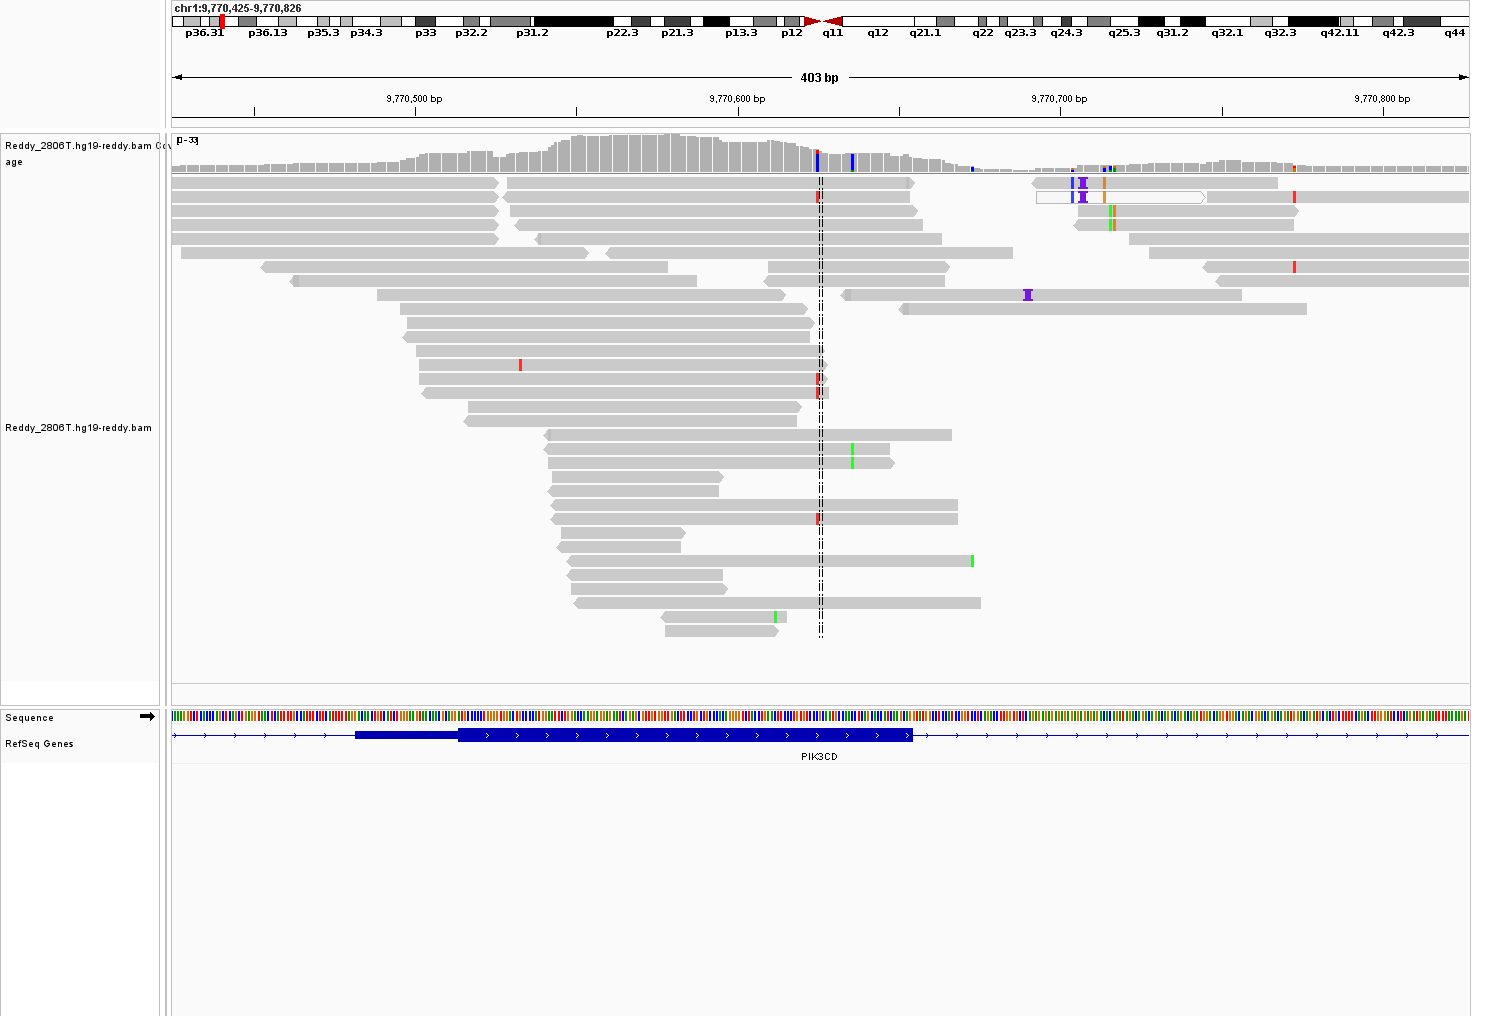 chr1:9,770,425-9,770,826
p36.31 p36.13 p35.3 p34.3 p33 p32.2 p31.2 p22.3 p21.3 p13.3 p12 q11 q12 q21.1 q22 q23.3 q24.3 q25.3 q31.2 q32.1 q32.3 q42.11 q42.3 q44
403 bp
9,770,500 bp 9,770,600 bp 9,770,700 bp 9,770,800 bp
[0 - 33]
Reddy_2806T.hg19-reddy.bam Cov
age
Reddy_2806T.hg19-reddy.bam
Sequence
RefSeq Genes
PIK3CD